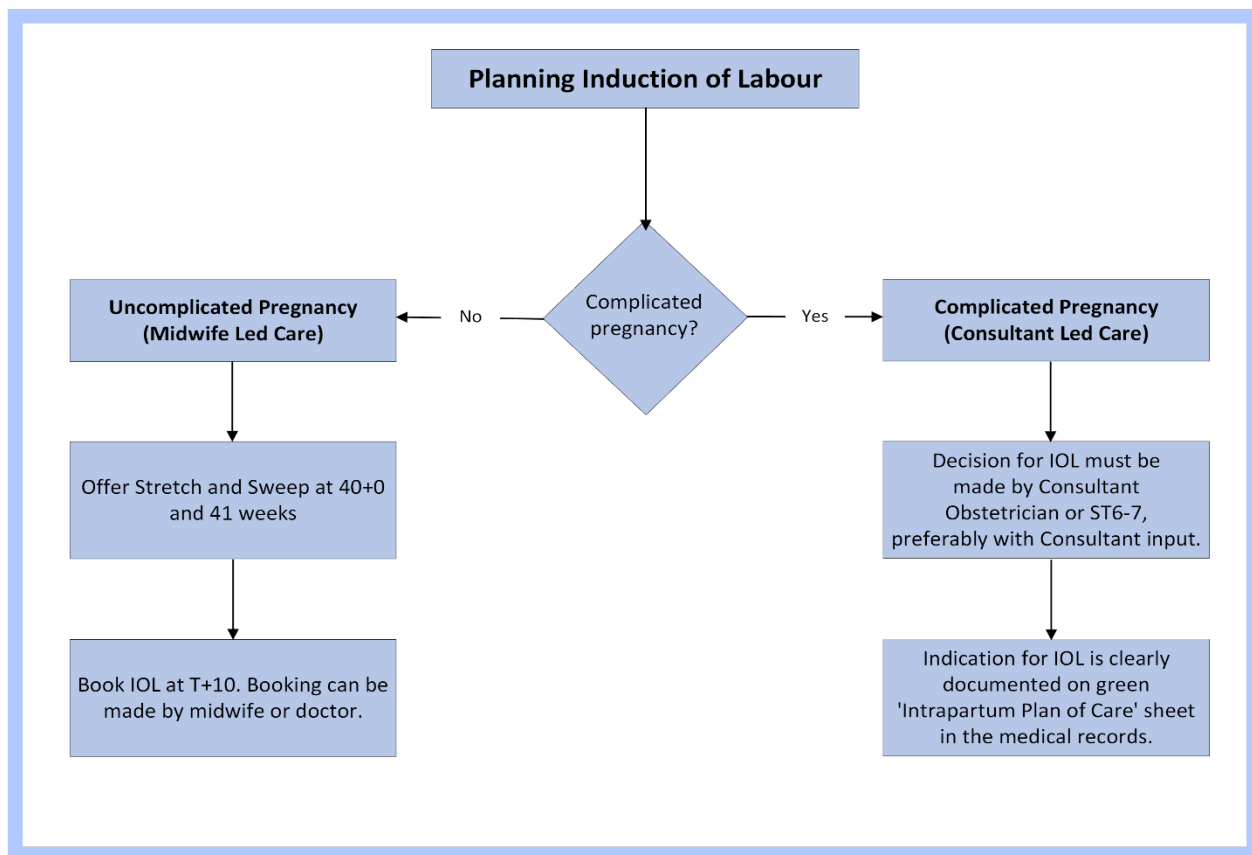 Planning Induction of Labour
Complicated
pregnancy?
No
Yes
Uncomplicated Pregnancy
(Midwife Led Care)
Offer Stretch and Sweep at 40+0
and 41 weeks
Book IOL at T+10. Booking can be
made by midwife or doctor.
Complicated Pregnancy
(Consultant Led Care)
Decision for IOL must be
made by Consultant
Obstetrician or ST6-7,
preferably with Consultant input.
Indication for IOL is clearly
documented on green
'Intrapartum Plan of Care' sheet
in the medical records.